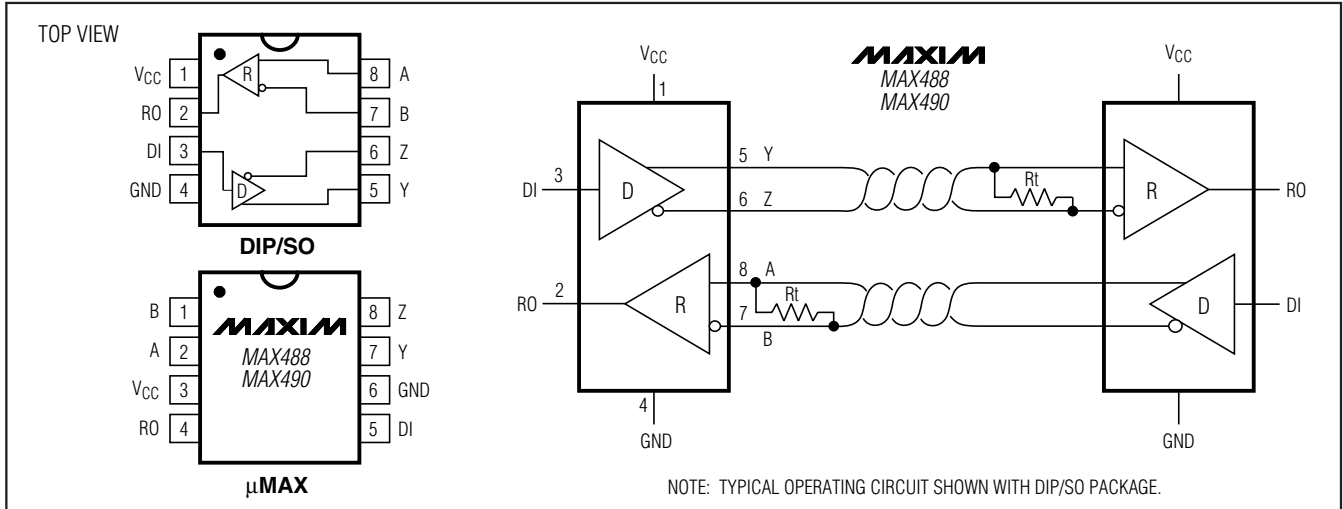 TOP VIEW
VCC 1
RO 2
DI 3
GND 4
8 A
7 B
6 Z
5 Y
R
D
DIP/SO
B 1
A 2
VCC 3
RO 4
8 Z
7 Y
6 GND
5 DI
MAXIM
MAX488
MAX490
μMAX
MAXIM
MAX488
MAX490
VCC
1
DI 3
D
5 Y
6 Z
Rt
R
RO
RO 2
R
8 A
7
B
Rt
D
DI
4
GND
VCC
GND
NOTE: TYPICAL OPERATING CIRCUIT SHOWN WITH DIP/SO PACKAGE.